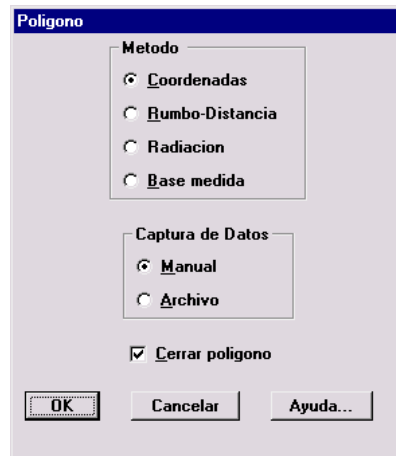 Poligono
Metodo
Coordenadas
Rumbo-Distancia
Radiacion
Base medida
Captura de Datos
Manual
Archivo
Cerrar poligono
OK Cancelar Ayuda...